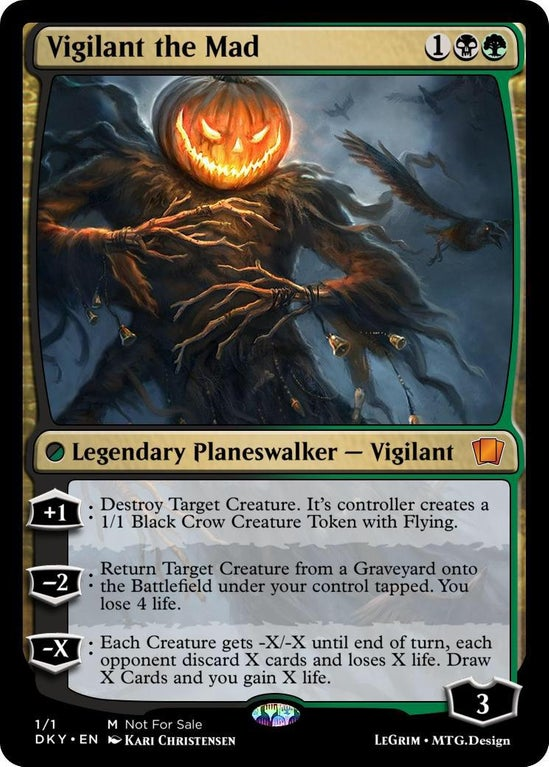 Vigilant the Mad 1
Legendary Planeswalker — Vigilant
+1 : Destroy Target Creature. It's controller creates a
1/1 Black Crow Creature Token with Flying.
−2 : Return Target Creature from a Graveyard onto
the Battlefield under your control tapped. You
lose 4 life.
-X : Each Creature gets -X/-X until end of turn, each
opponent discard X cards and loses X life. Draw
X Cards and you gain X life.
3
1/1 M Not For Sale
DKY • EN Kari Christensen
LeGrim • MTG.Design